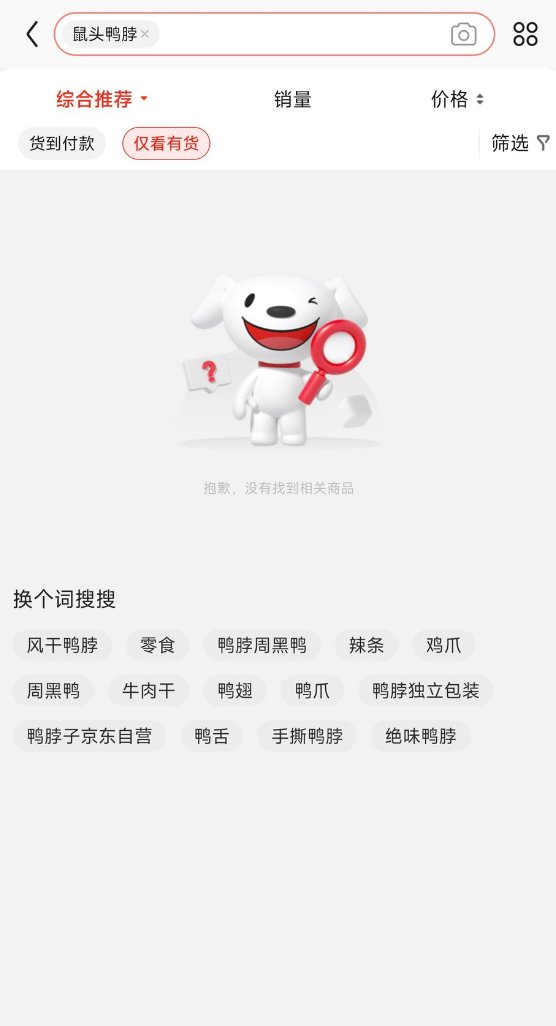 鼠头鸭脖×
综合推荐 销量 价格
货到付款 仅看有货 筛选
?
抱歉，没有找到相关商品
换个词搜搜
风干鸭脖 零食 鸭脖周黑鸭 辣条 鸡爪
周黑鸭 牛肉干 鸭翅 鸭爪 鸭脖独立包装
鸭脖子京东自营 鸭舌 手撕鸭脖 绝味鸭脖